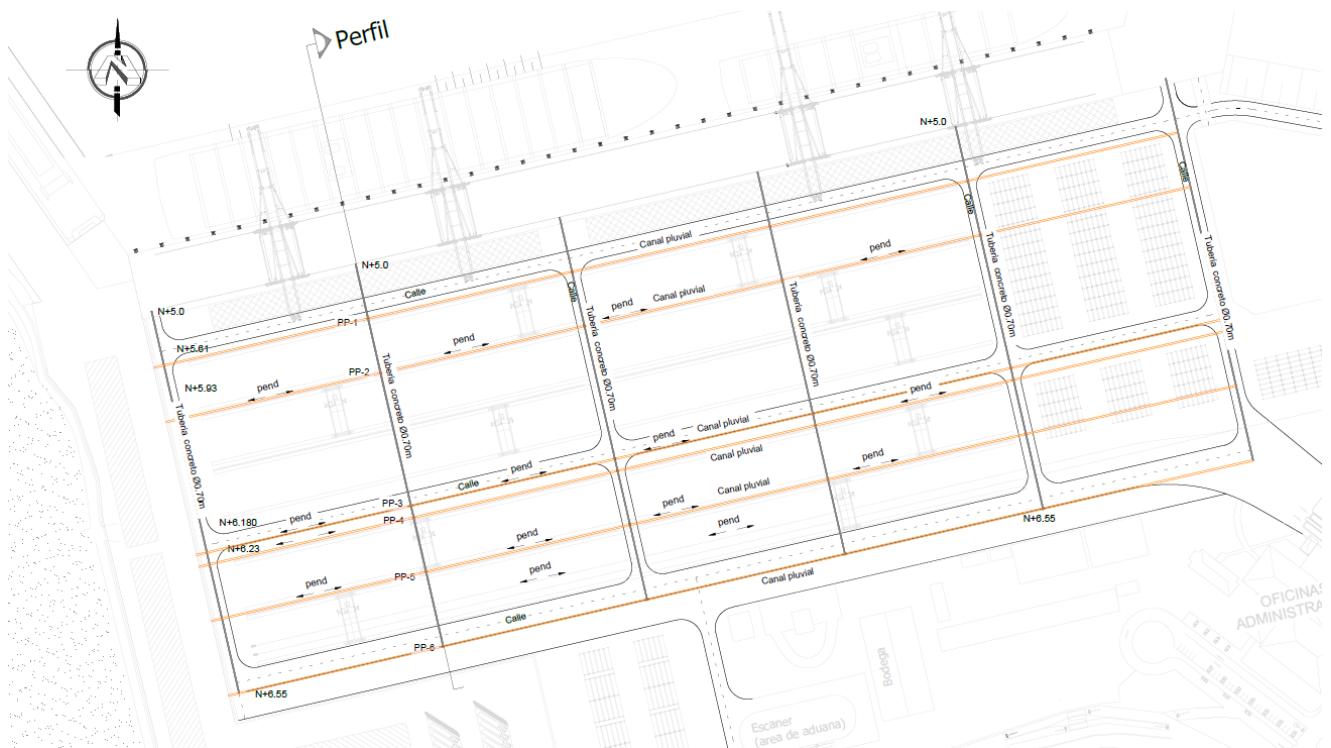 Perfil
N
N+5.0
Calle
N+5.0
Calle
Canal pluvial
Tubería concreto Ø0.70m
Tubería concreto Ø0.70m
pend
N+5.0
Calle
Calle
Canal pluvial
pend
Tubería concreto Ø0.70m
N+5.61
PP-1
Tubería concreto Ø0.70m
pend
N+5.93
PP-2
pend
Tubería concreto Ø0.70m
Tubería concreto Ø0.70m
pend
Canal pluvial
pend
Canal pluvial
pend
Calle
PP-3
pend
N+6.180
PP-4
pend
Canal pluvial
pend
N+6.55
N+6.23
pend
pend
PP-5
pend
pend
Canal pluvial
Calle
PP-6
N+6.55
OFICINAS
ADMINISTRA
Bodega
Escaner
(area de aduana)